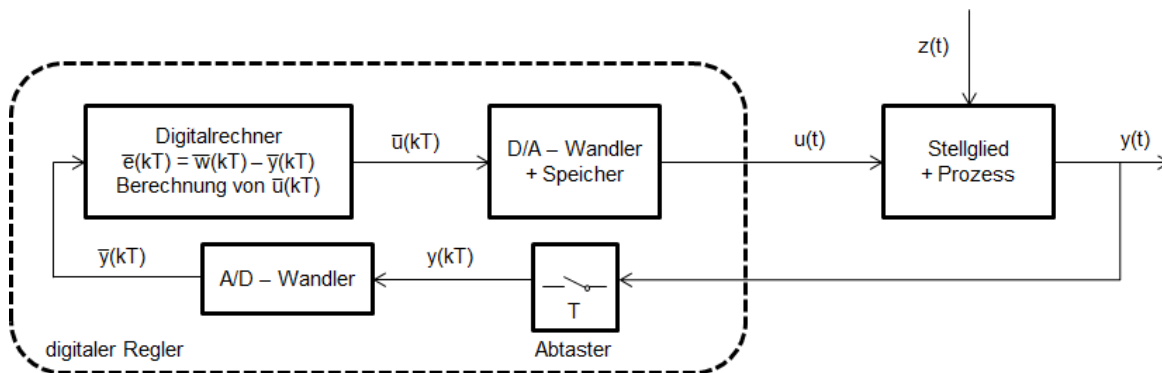 z(t)
Digitalrechner
e̅(kT) = w̅(kT) – y̅(kT)
Berechnung von u̅(kT)
u̅(kT)
D/A – Wandler
+ Speicher
u(t)
Stellglied
+ Prozess
y(t)
y̅(kT)
A/D – Wandler
y(kT)
T
digitaler Regler
Abtaster